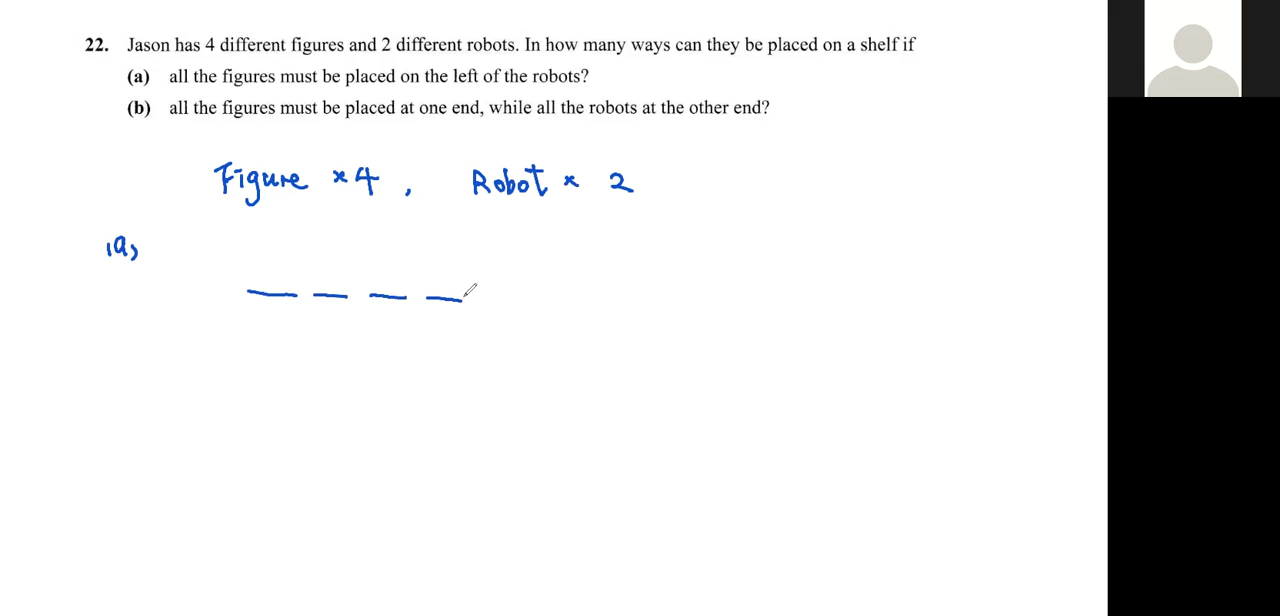 22. Jason has 4 different figures and 2 different robots. In how many ways can they be placed on a shelf if
(a) all the figures must be placed on the left of the robots?
(b) all the figures must be placed at one end, while all the robots at the other end?
Figure × 4 , Robot × 2
(a)